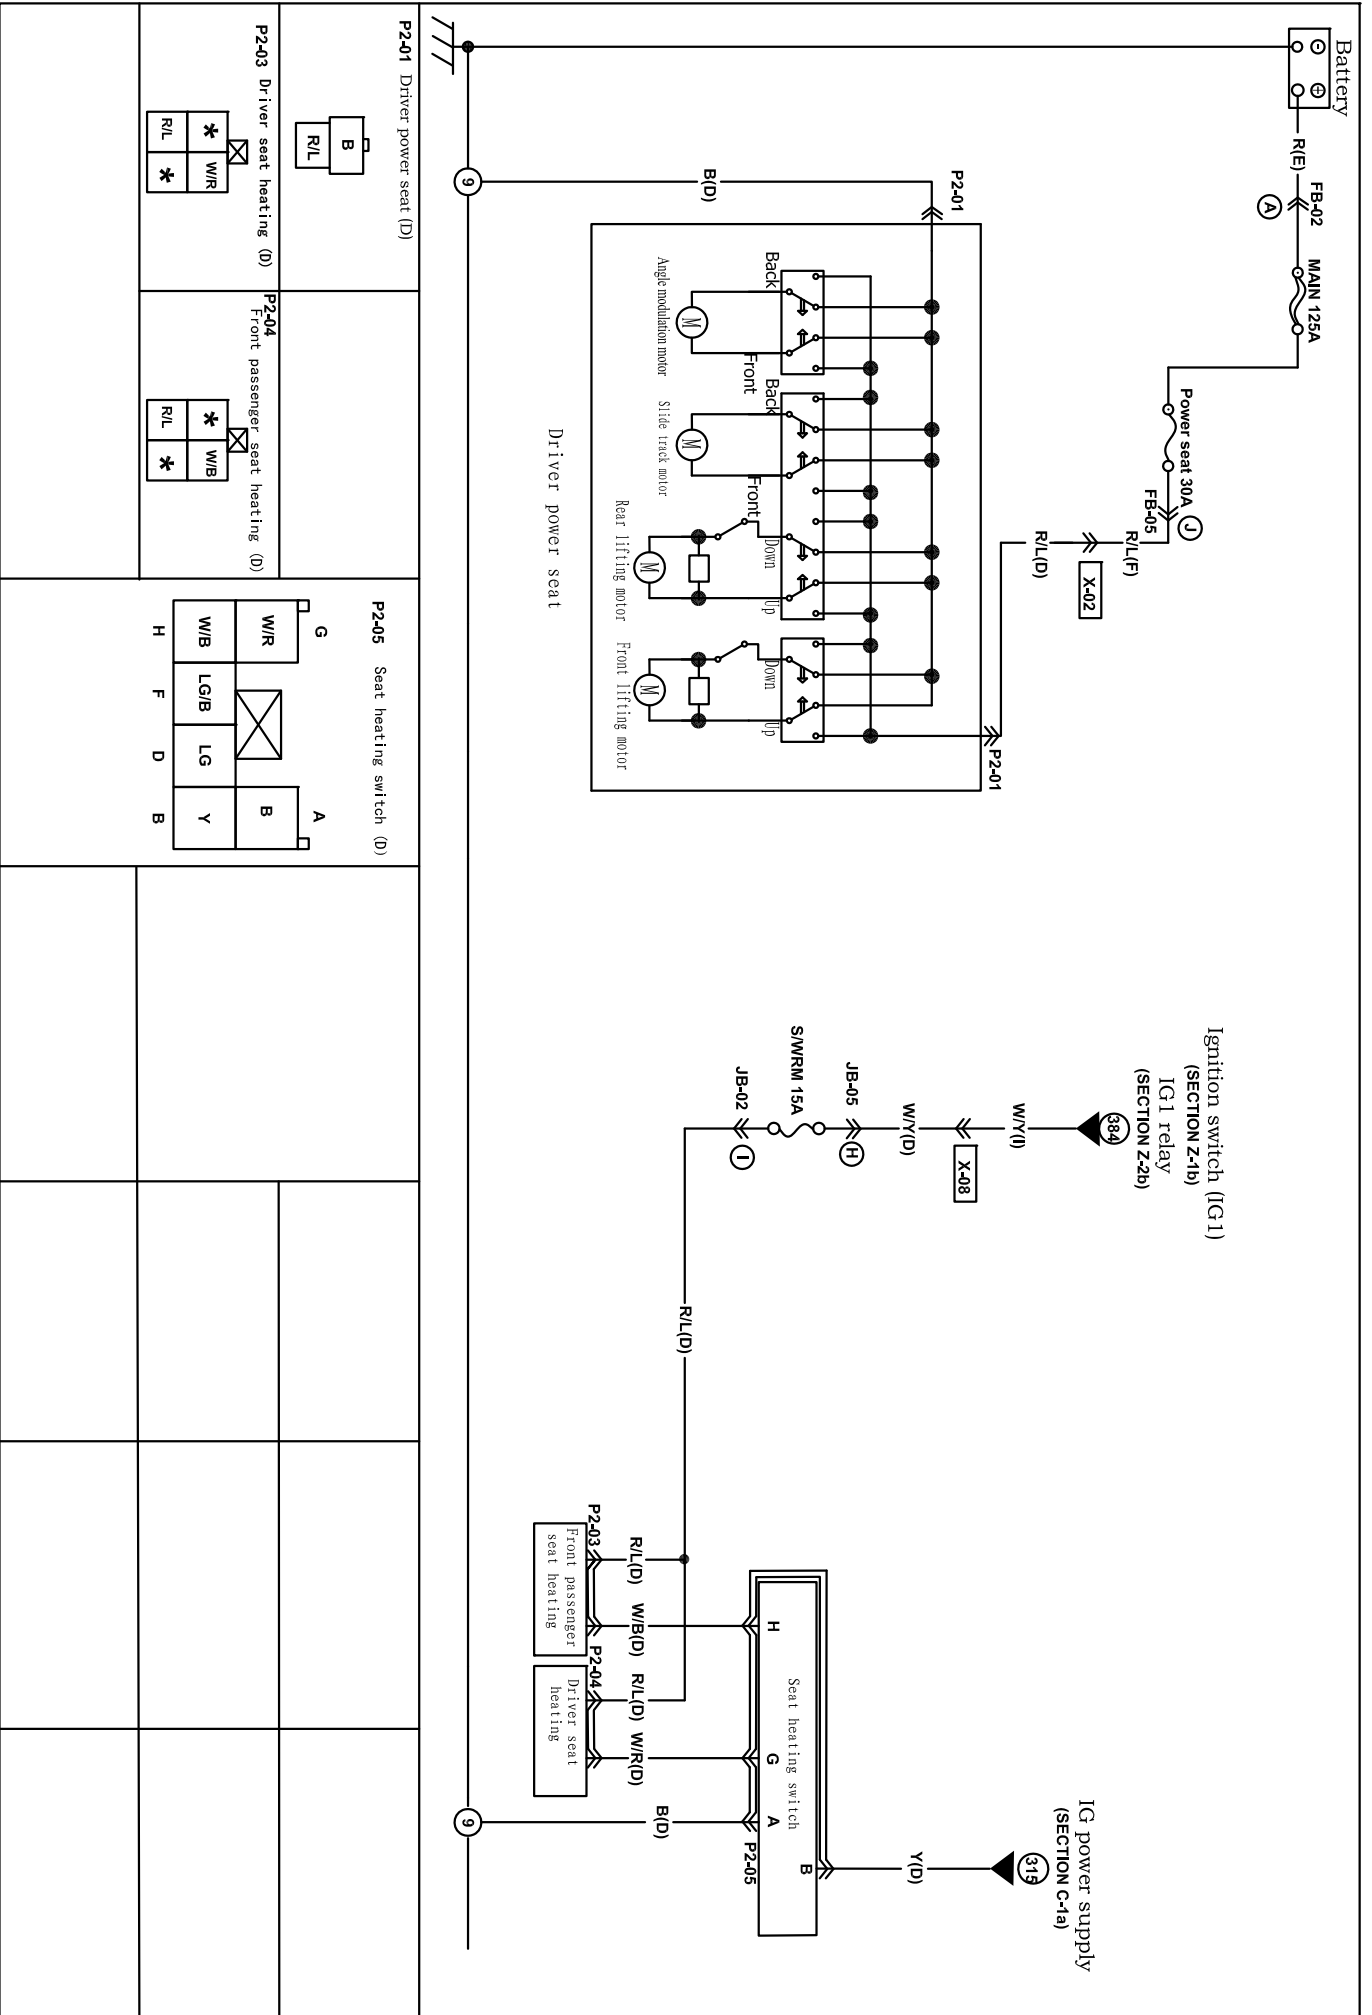 Battery
R(E)
FB-02
A
MAIN 125A
Power seat 30A
J
FB-05
R/L(F)
X-02
R/L(D)
P2-01
P2-01
B(D)
9
Back
Front
Angle modulation motor
M
Back
Front
Slide track motor
M
Down
Up
Rear lifting motor
M
Down
Up
Front lifting motor
M
Driver power seat
Ignition switch (IG1)
(SECTION Z-1b)
IG1 relay
(SECTION Z-2b)
384
W/Y(I)
X-08
W/Y(D)
JB-05
H
S/WRM 15A
JB-02
I
R/L(D)
IG power supply
(SECTION C-1a)
315
Y(D)
B
Seat heating switch
H
G
A
P2-05
R/L(D)
W/B(D)
R/L(D)
W/R(D)
B(D)
P2-03
Front passenger
seat heating
P2-04
Driver seat
heating
9
P2-01 Driver power seat (D)
B
R/L
P2-03 Driver seat heating (D)
* W/R
R/L *
P2-04
Front passenger seat heating (D)
* W/B
R/L *
P2-05 Seat heating switch (D)
G A
W/R B
W/B LG/B LG Y
H F D B